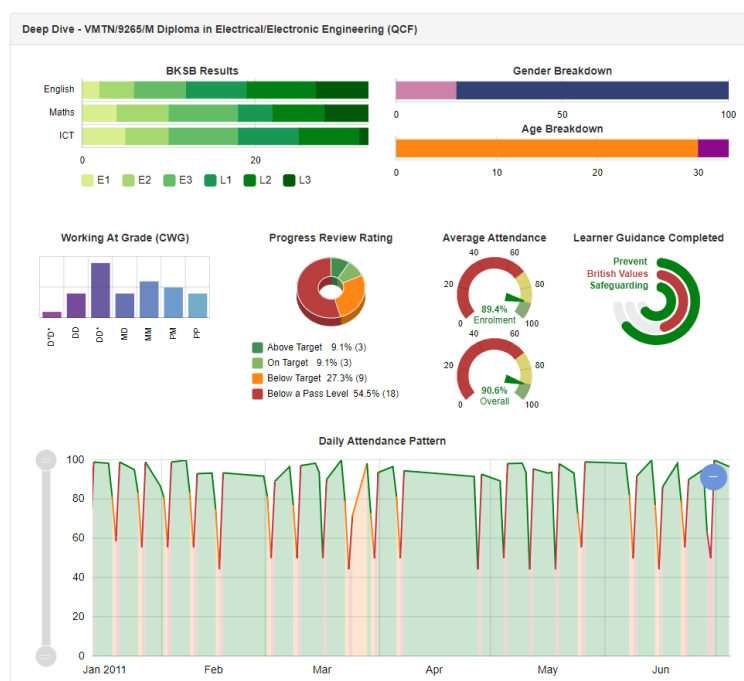 Deep Dive - VMTN/9265/M Diploma in Electrical/Electronic Engineering (QCF)
BKSB Results
English
Maths
ICT
0 20
E1 E2 E3 L1 L2 L3
Gender Breakdown
0 50 100
Age Breakdown
0 10 20 30
Working At Grade (CWG)
D*D* DD DD* MD MM PM PP
Progress Review Rating
Above Target 9.1% (3)
On Target 9.1% (3)
Below Target 27.3% (9)
Below a Pass Level 54.5% (18)
Average Attendance
40 60
20 80
0 100
89.4%
Enrolment
40 60
20 80
0 100
90.6%
Overall
Learner Guidance Completed
Prevent
British Values
Safeguarding
Daily Attendance Pattern
100
80
60
40
20
0
Jan 2011 Feb Mar Apr May Jun